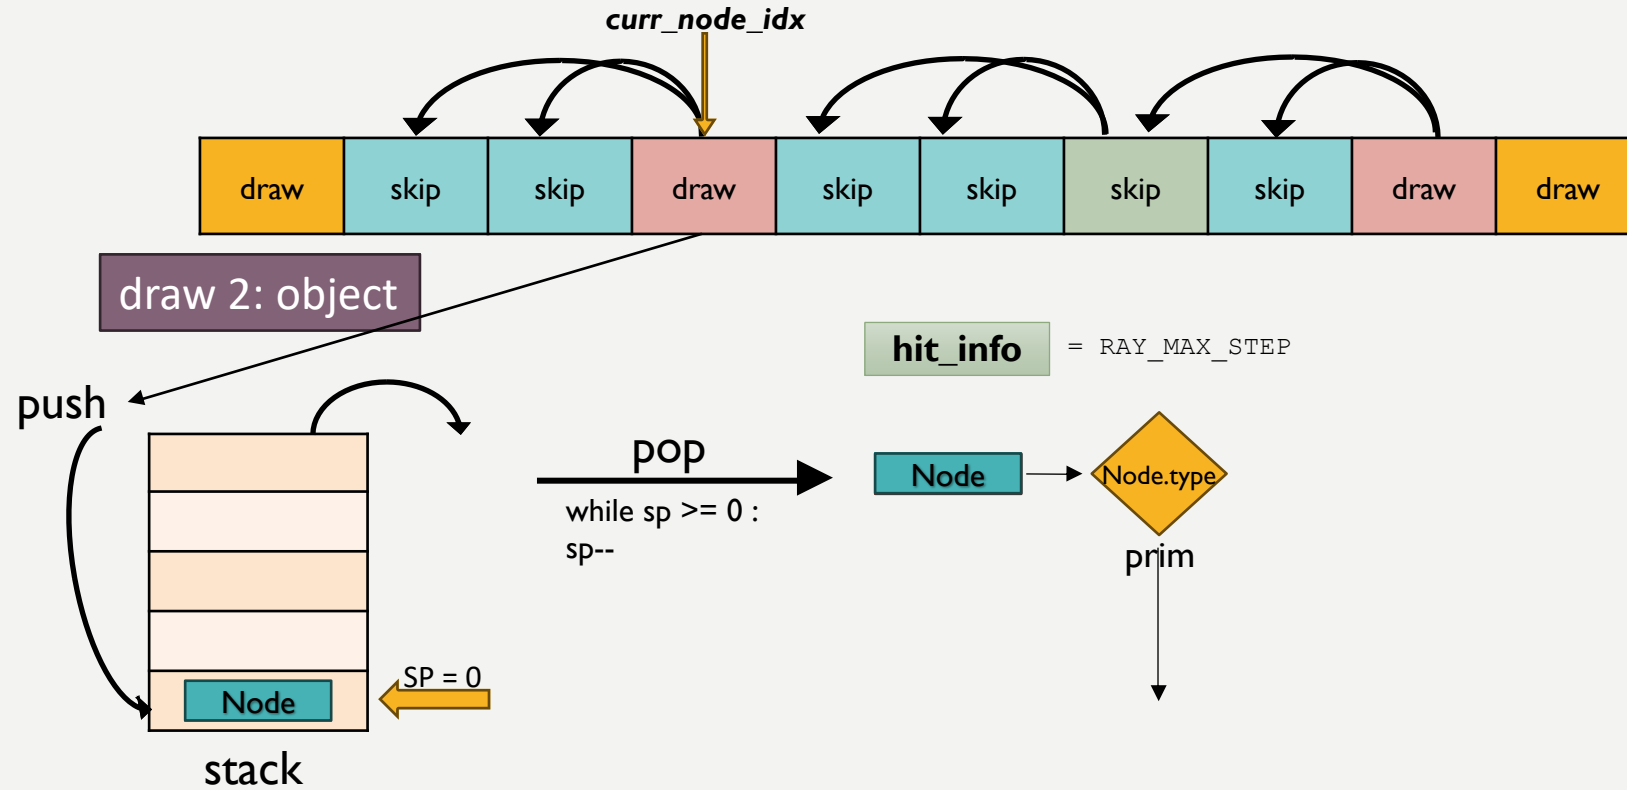 curr_node_idx
draw
skip
skip
draw
skip
skip
skip
skip
draw
draw
draw 2: object
hit_info = RAY_MAX_STEP
push
pop
while sp >= 0 :
sp--
Node
Node.type
prim
SP = 0
Node
stack